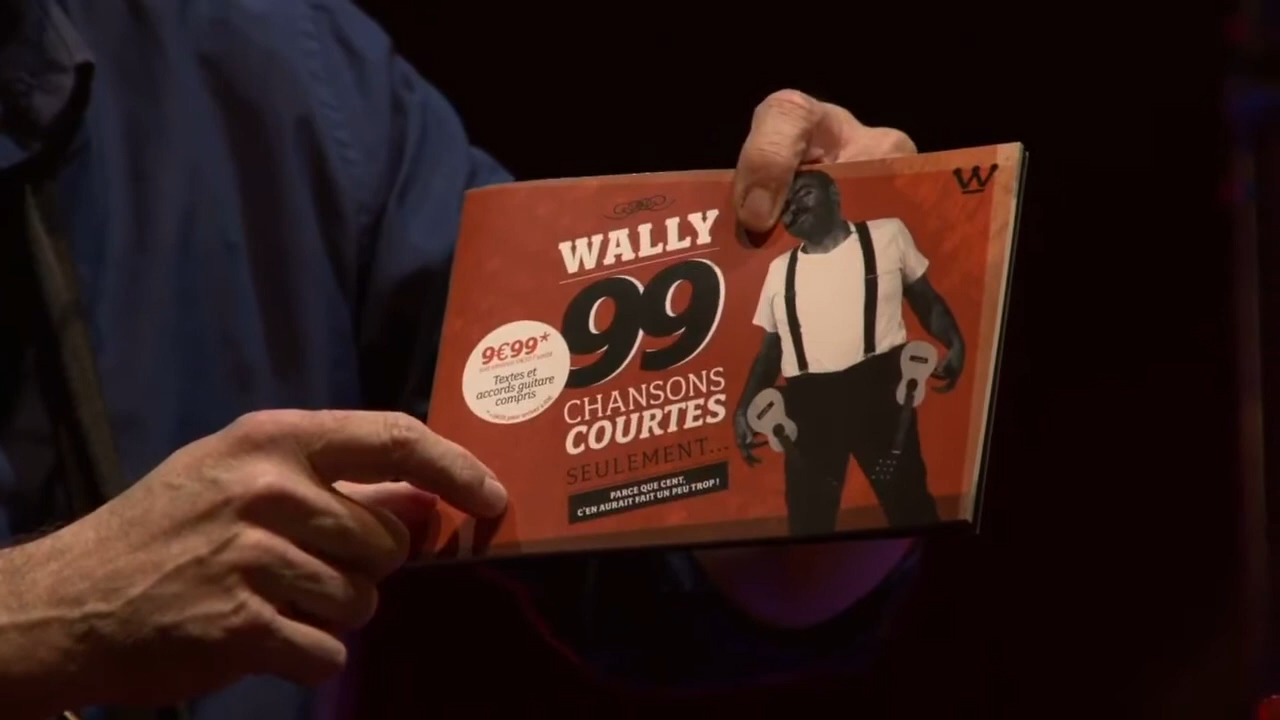 W
WALLY
99
9€99*
Textes et
accords guitare
compris
CHANSONS
COURTES
SEULEMENT...
PARCE QUE CENT,
C'EN AURAIT FAIT UN PEU TROP !